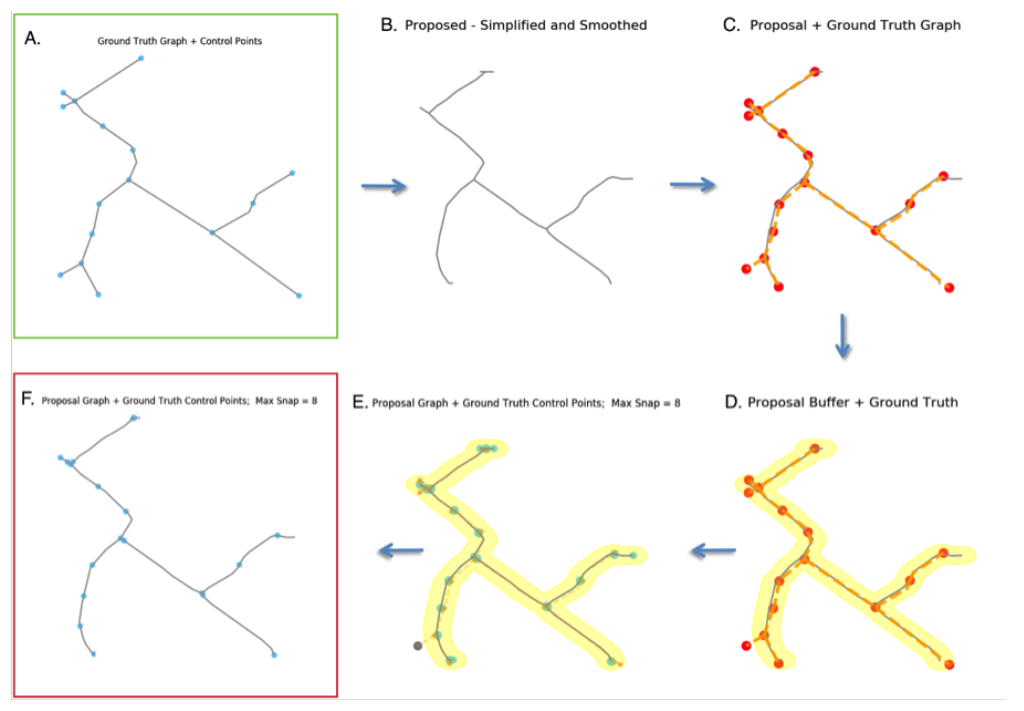 A. Ground Truth Graph + Control Points
B. Proposed - Simplified and Smoothed
C. Proposal + Ground Truth Graph
F. Proposal Graph + Ground Truth Control Points; Max Snap = 8
E. Proposal Graph + Ground Truth Control Points; Max Snap = 8
D. Proposal Buffer + Ground Truth